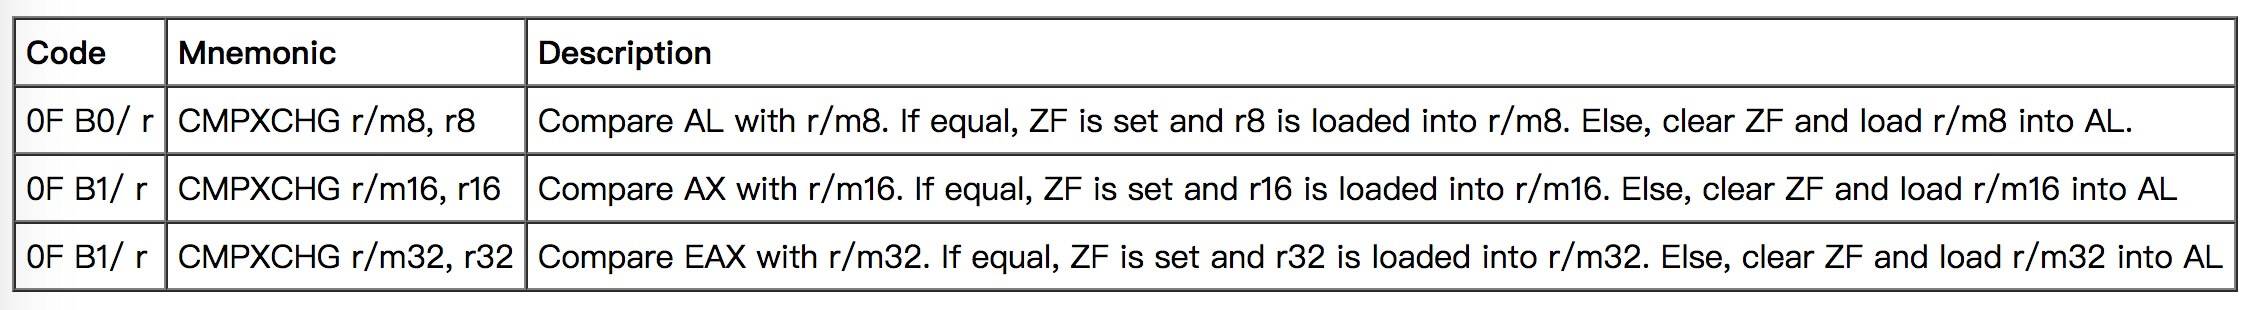 Code Mnemonic Description
0F B0/ r CMPXCHG r/m8, r8 Compare AL with r/m8. If equal, ZF is set and r8 is loaded into r/m8. Else, clear ZF and load r/m8 into AL.
0F B1/ r CMPXCHG r/m16, r16 Compare AX with r/m16. If equal, ZF is set and r16 is loaded into r/m16. Else, clear ZF and load r/m16 into AL
0F B1/ r CMPXCHG r/m32, r32 Compare EAX with r/m32. If equal, ZF is set and r32 is loaded into r/m32. Else, clear ZF and load r/m32 into AL